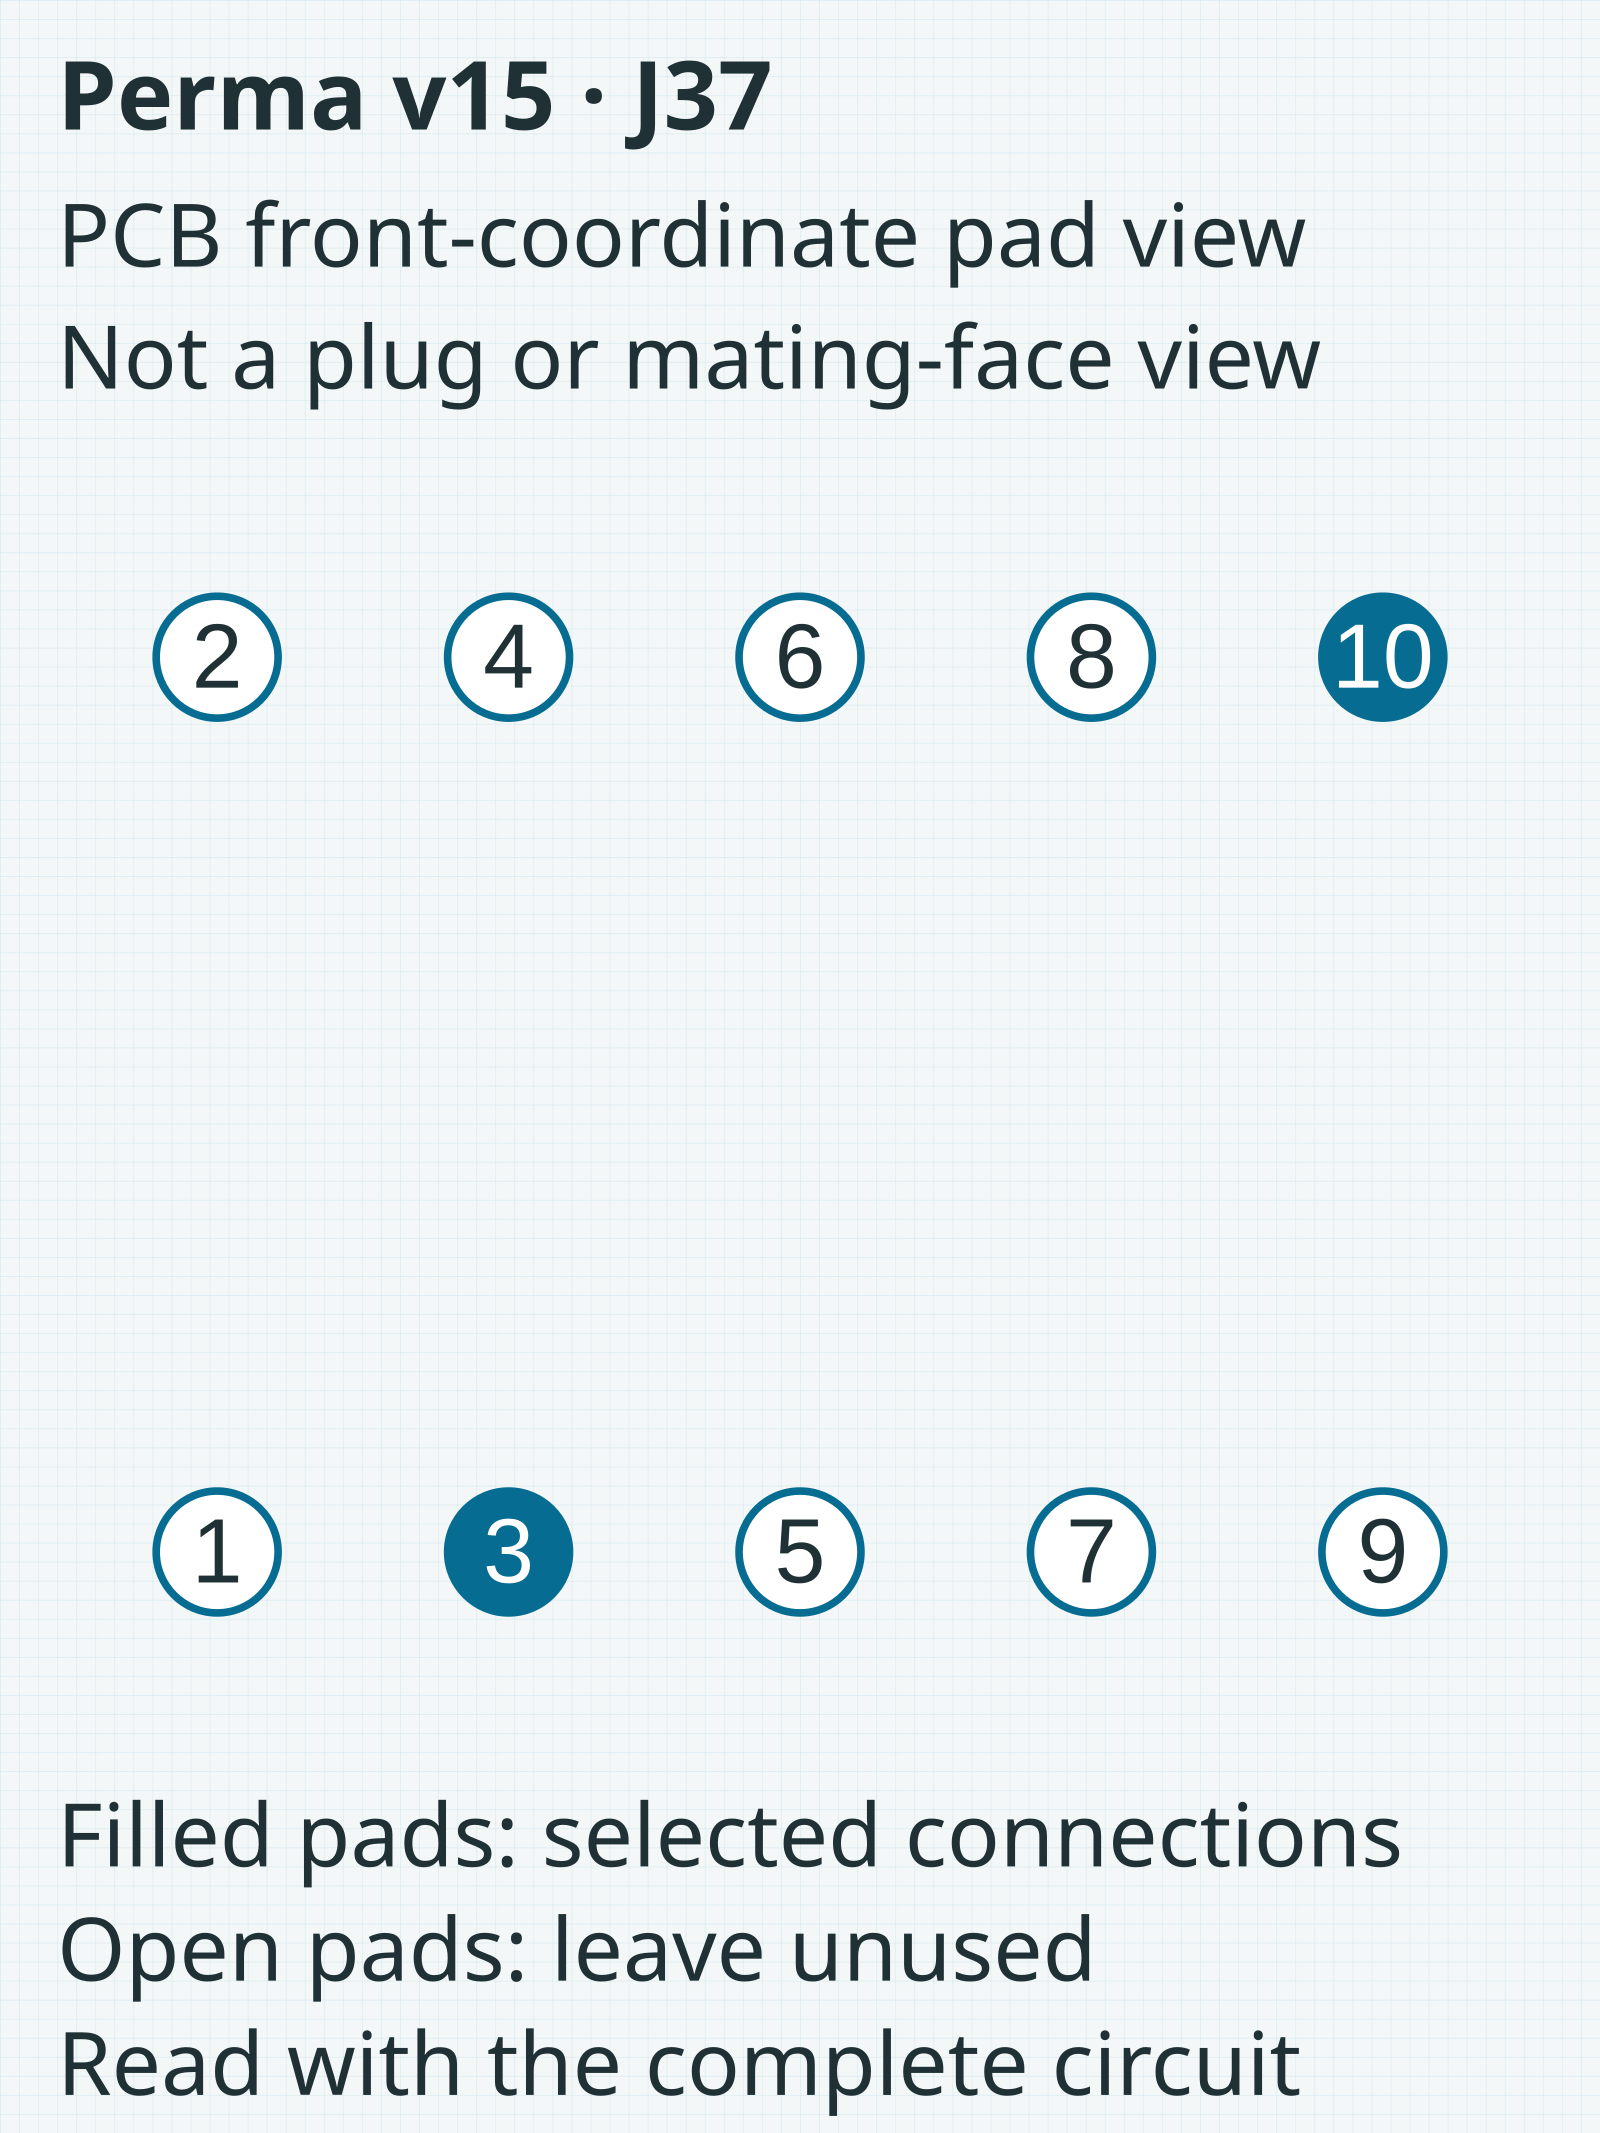 Perma v15 · J37
PCB front-coordinate pad view
Not a plug or mating-face view
2 4 6 8 10
1 3 5 7 9
Filled pads: selected connections
Open pads: leave unused
Read with the complete circuit